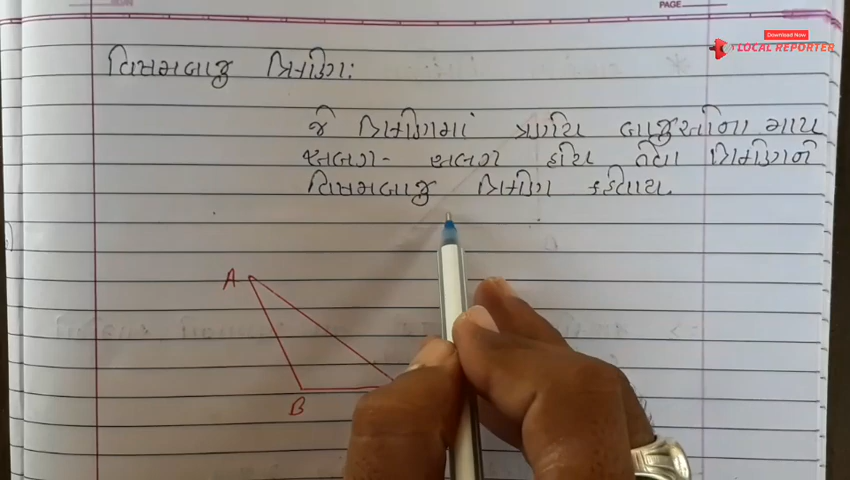 PAGE
Download Now
LOCAL REPORTER
વિષમબાજુ ત્રિકોણ:
જે ત્રિકોણમાં ત્રણેય બાજુઓના માપ
અલગ- અલગ હોય તેવા ત્રિકોણને
વિષમબાજુ ત્રિકોણ કહેવાય.
A
B